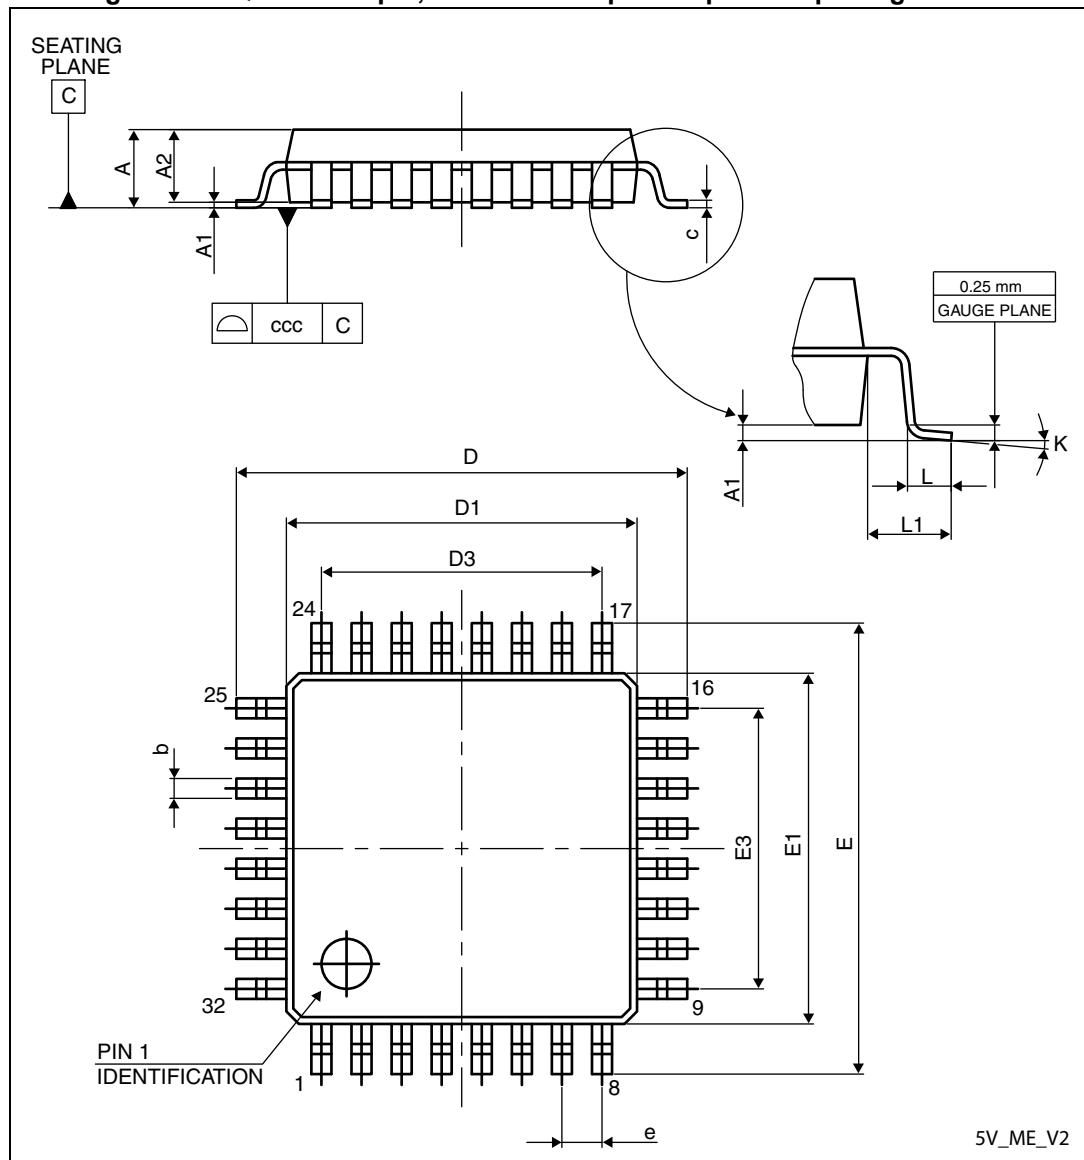 SEATING
PLANE
C
A
A2
A1
c
ccc
C
0.25 mm
GAUGE PLANE
K
A1
L
L1
D
D1
D3
24
17
25
16
b
E3
E1
E
32
9
PIN 1
IDENTIFICATION
1
8
e
5V_ME_V2